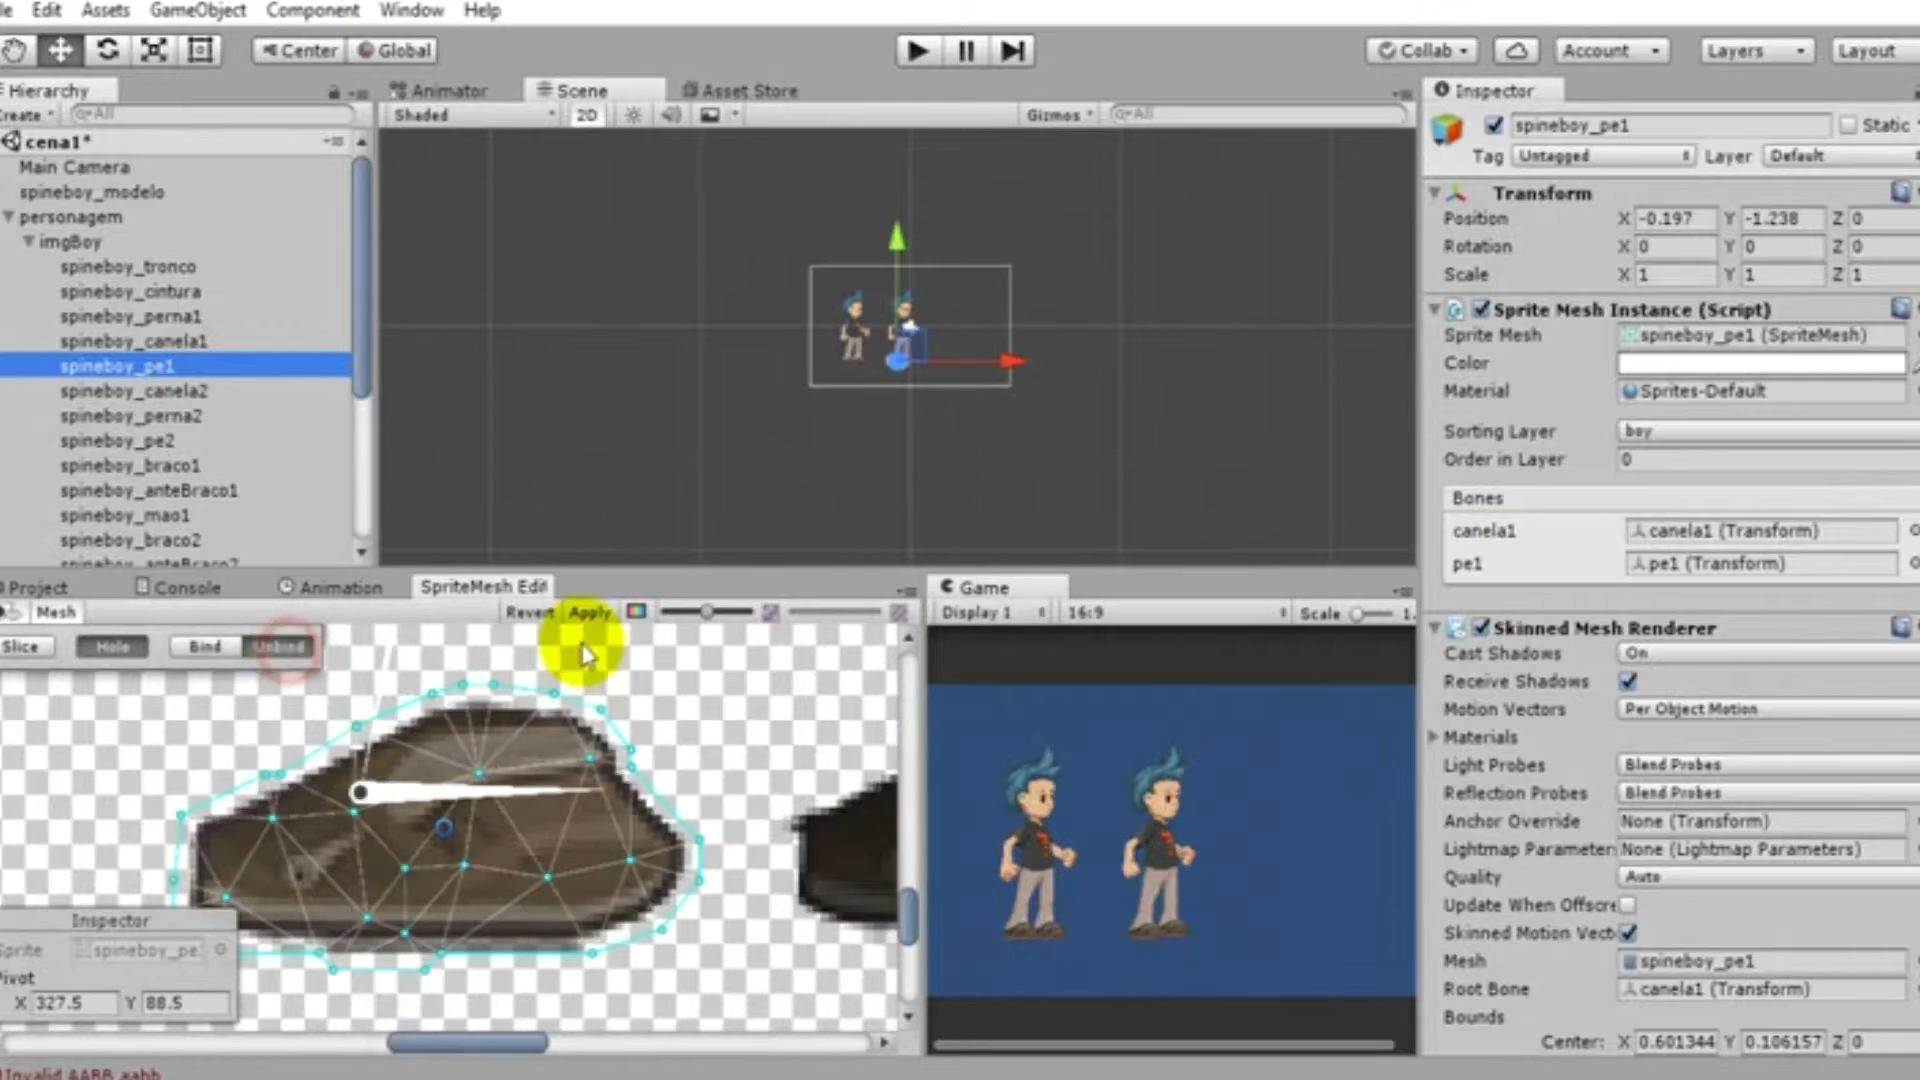 Edit Assets GameObject Component Window Help
Center Global
Collab Account Layers Layout
Hierarchy
All
cena1*
Main Camera
spineboy_modelo
personagem
imgBoy
spineboy_tronco
spineboy_cintura
spineboy_perna1
spineboy_canela1
spineboy_pe1
spineboy_canela2
spineboy_perna2
spineboy_pe2
spineboy_braco1
spineboy_anteBraco1
spineboy_mao1
spineboy_braco2
spineboy_anteBraco2
Animator Scene Asset Store
Shaded 2D Gizmos All
Inspector
spineboy_pe1 Static
Tag Untagged Layer Default
Transform
Position X -0.197 Y -1.238 Z 0
Rotation X 0 Y 0 Z 0
Scale X 1 Y 1 Z 1
Sprite Mesh Instance (Script)
Sprite Mesh spineboy_pe1 (SpriteMesh)
Color
Material Sprites-Default
Sorting Layer boy
Order in Layer 0
Bones
canela1 canela1 (Transform)
pe1 pe1 (Transform)
Skinned Mesh Renderer
Cast Shadows On
Receive Shadows
Motion Vectors Per Object Motion
Materials
Light Probes Blend Probes
Reflection Probes Blend Probes
Anchor Override None (Transform)
Lightmap Parameter None (Lightmap Parameters)
Quality Auto
Update When Offscre
Skinned Motion Vect
Mesh spineboy_pe1
Root Bone canela1 (Transform)
Bounds
Center: X 0.601344 Y 0.106157 Z 0
Project Console Animation SpriteMesh Edit
Mesh Revert Apply
Slice Hole Bind Unbind
Inspector
Sprite spineboy_pe
Pivot
X 327.5 Y 88.5
Game
Display 1 16:9 Scale 1.
Invalid AABB aabb